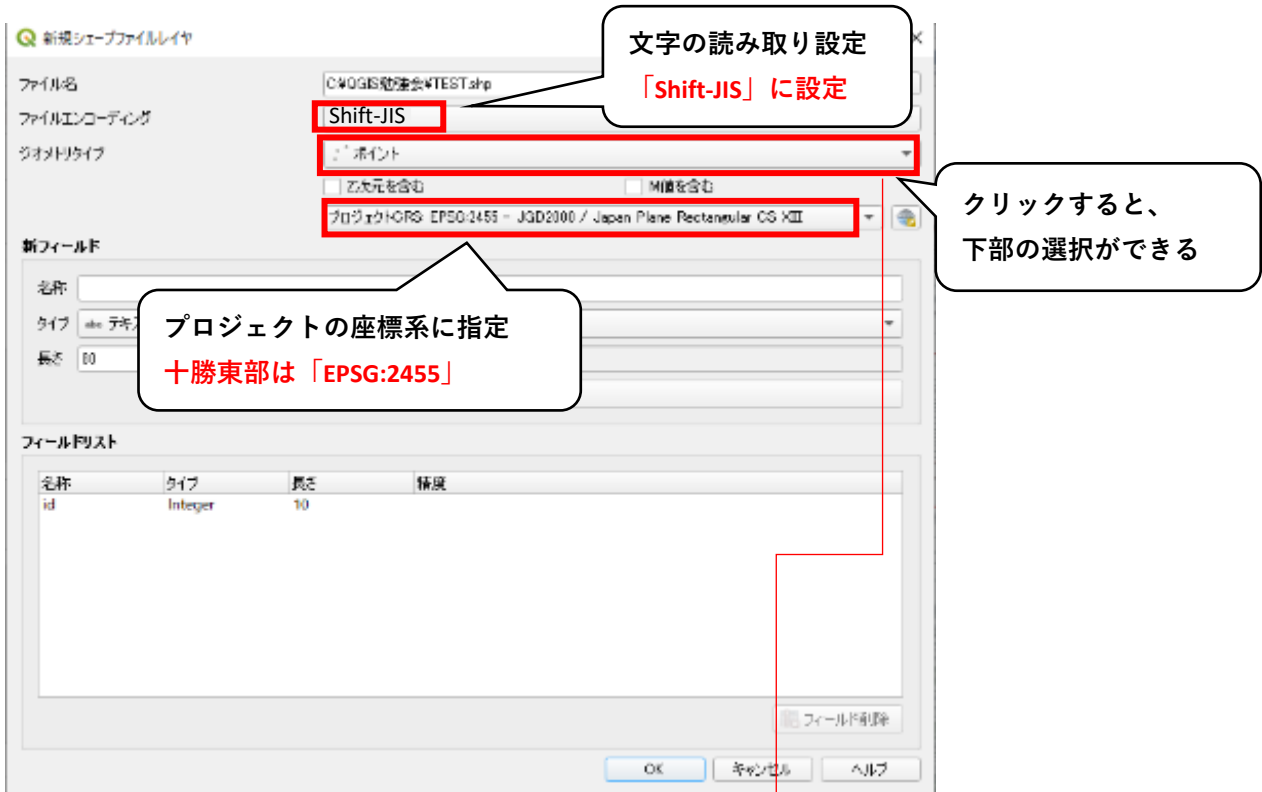 新規シェープファイルレイヤ
文字の読み取り設定
「Shift-JIS」に設定
ファイル名
C:¥QGIS勉強会¥TEST.shp
ファイルエンコーディング
Shift-JIS
ジオメトリタイプ
ポイント
Z次元を含む
M値を含む
プロジェクトCRS: EPSG:2455 - JGD2000 / Japan Plane Rectangular CS XIII
クリックすると、
下部の選択ができる
新フィールド
名称
タイプ
abc
長さ
80
プロジェクトの座標系に指定
十勝東部は「EPSG:2455」
フィールドリスト
名称 タイプ 長さ 精度
id Integer 10
フィールド削除
OK キャンセル ヘルプ